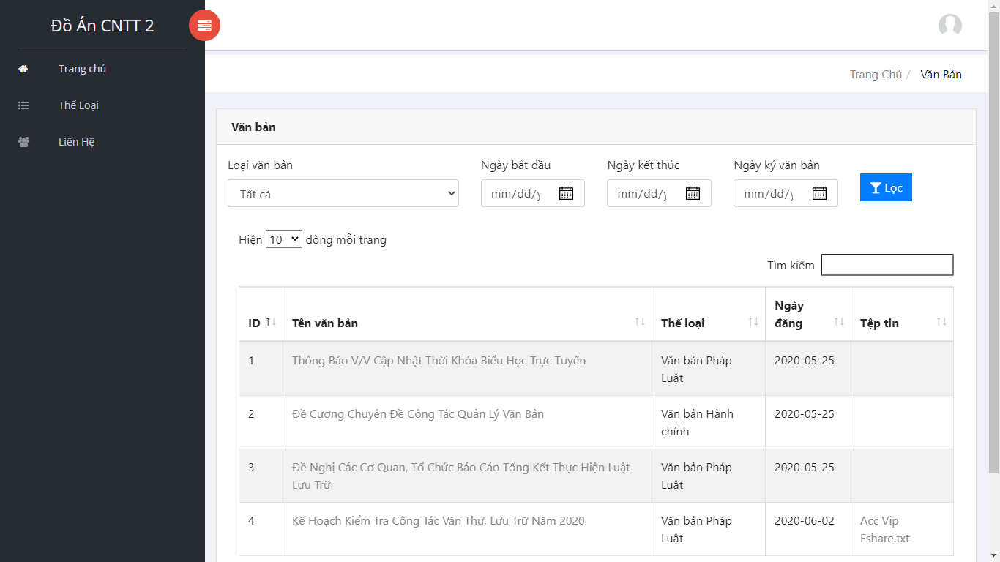 Đồ Án CNTT 2
Trang chủ
Thể Loại
Liên Hệ
Trang Chủ / Văn Bản
Văn bản
Loại văn bản
Tất cả
Ngày bắt đầu
mm/dd/y
Ngày kết thúc
mm/dd/y
Ngày ký văn bản
mm/dd/y
Lọc
Hiện 10 dòng mỗi trang
Tìm kiếm
ID Tên văn bản Thể loại Ngày
đăng Tệp tin
1 Thông Báo V/V Cập Nhật Thời Khóa Biểu Học Trực Tuyến Văn bản Pháp 2020-05-25
Luật
2 Đề Cương Chuyên Đề Công Tác Quản Lý Văn Bản Văn bản Hành 2020-05-25
chính
3 Đề Nghị Các Cơ Quan, Tổ Chức Báo Cáo Tổng Kết Thực Hiện Luật Văn bản Pháp 2020-05-25
Lưu Trữ Luật
4 Kế Hoạch Kiểm Tra Công Tác Văn Thư, Lưu Trữ Năm 2020 Văn bản Pháp 2020-06-02 Acc Vip
Luật Fshare.txt